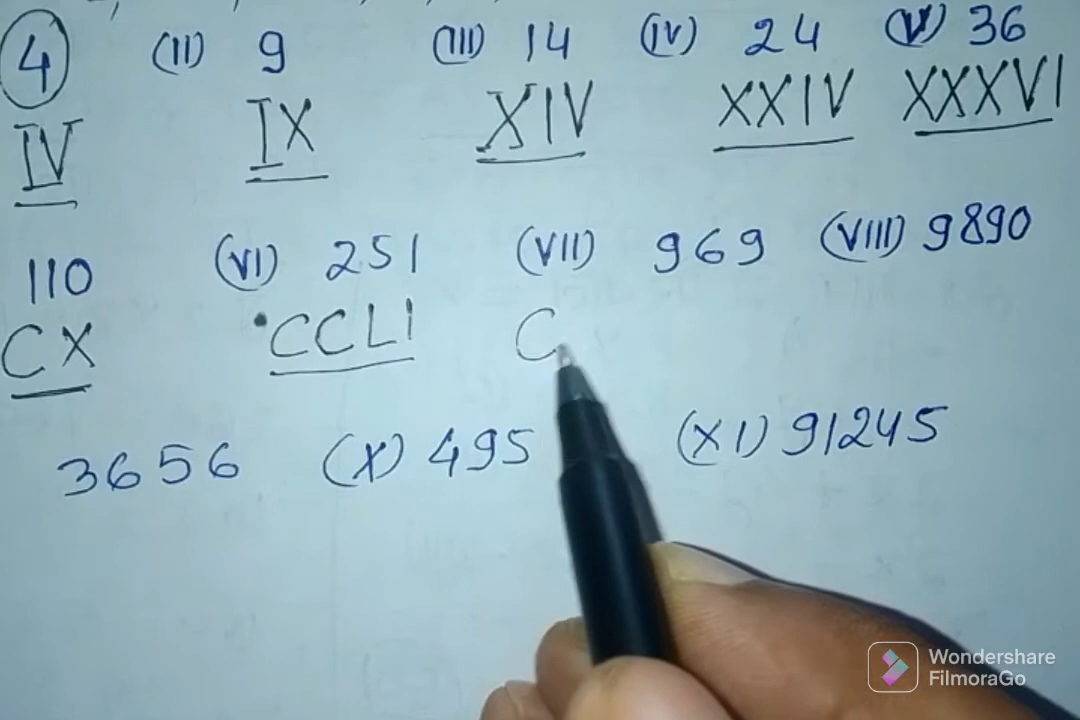 4 (II) 9 (III) 14 (IV) 24 (V) 36
IV IX XIV XXIV XXXVI
110 (VI) 251 (VII) 969 (VIII) 9890
CX CCLI C
3656 (X) 495 (XI) 91245
Wondershare
FilmoraGo